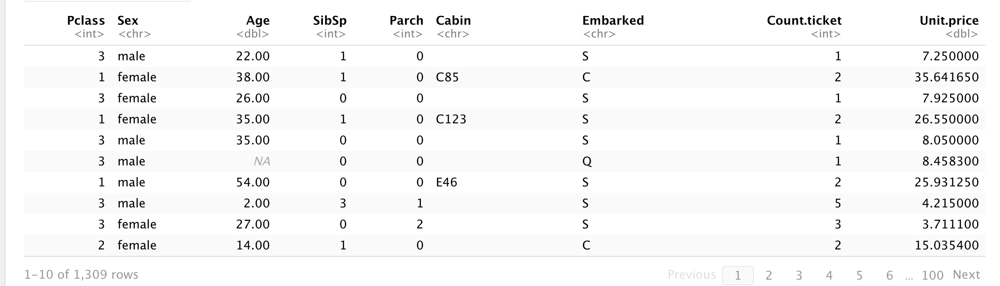 Pclass Sex Age SibSp Parch Cabin Embarked Count.ticket Unit.price
<int> <chr> <dbl> <int> <int> <chr> <chr> <int> <dbl>
3 male 22.00 1 0 S 1 7.250000
1 female 38.00 1 0 C85 C 2 35.641650
3 female 26.00 0 0 S 1 7.925000
1 female 35.00 1 0 C123 S 2 26.550000
3 male 35.00 0 0 S 1 8.050000
3 male NA 0 0 Q 1 8.458300
1 male 54.00 0 0 E46 S 2 25.931250
3 male 2.00 3 1 S 5 4.215000
3 female 27.00 0 2 S 3 3.711100
2 female 14.00 1 0 C 2 15.035400
1-10 of 1,309 rows Previous 1 2 3 4 5 6 ... 100 Next